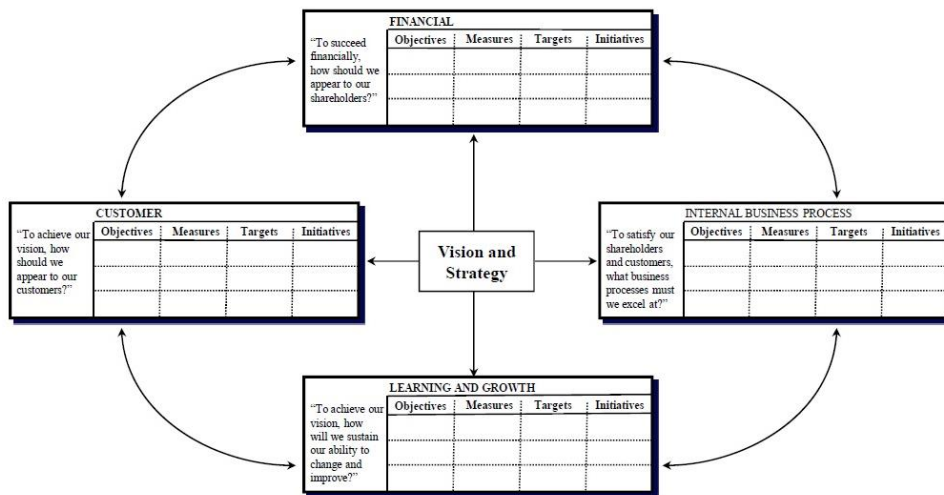 FINANCIAL
Objectives Measures Targets Initiatives
“To succeed
financially,
how should we
appear to our
shareholders?”
CUSTOMER
Objectives Measures Targets Initiatives
“To achieve our
vision, how
should we
appear to our
customers?”
Vision and
Strategy
INTERNAL BUSINESS PROCESS
Objectives Measures Targets Initiatives
“To satisfy our
shareholders
and customers,
what business
processes must
we excel at?”
LEARNING AND GROWTH
Objectives Measures Targets Initiatives
“To achieve our
vision, how
will we sustain
our ability to
change and
improve?”